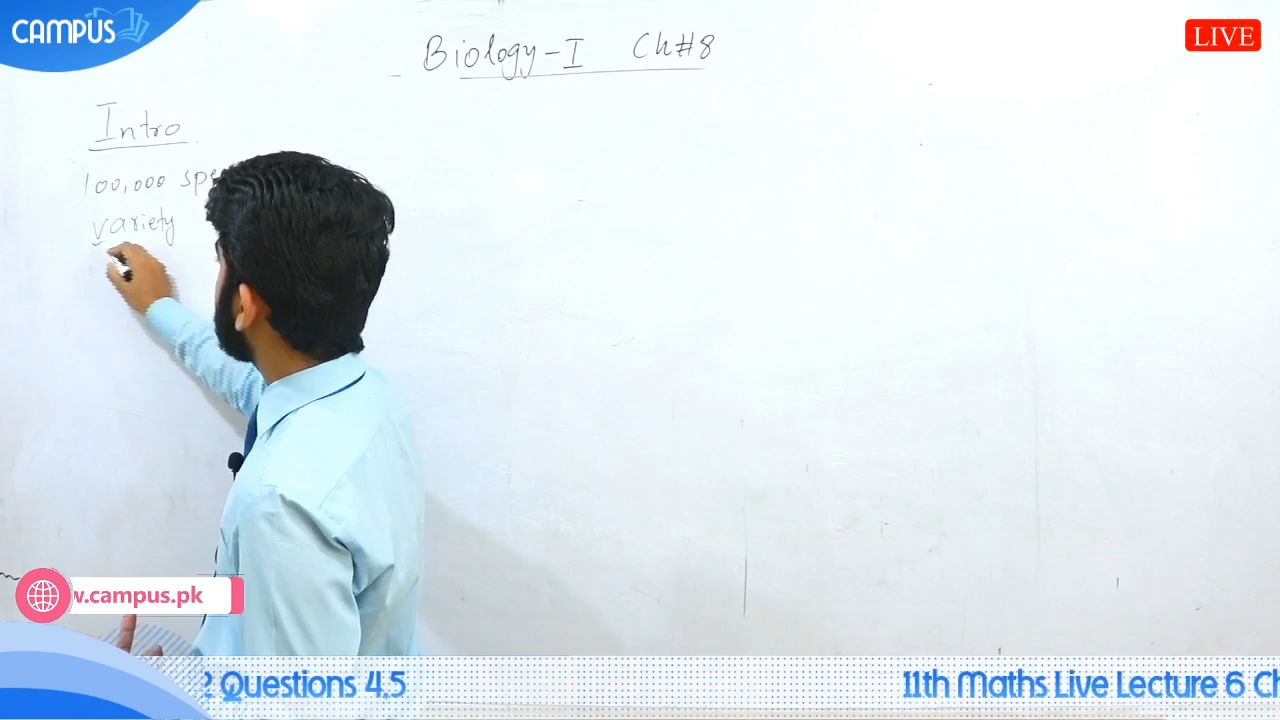 CAMPUS
LIVE
Biology-I Ch#8
Intro
100,000
variety
v.campus.pk
2 Questions 4.5
11th Maths Live Lecture 6 Ch